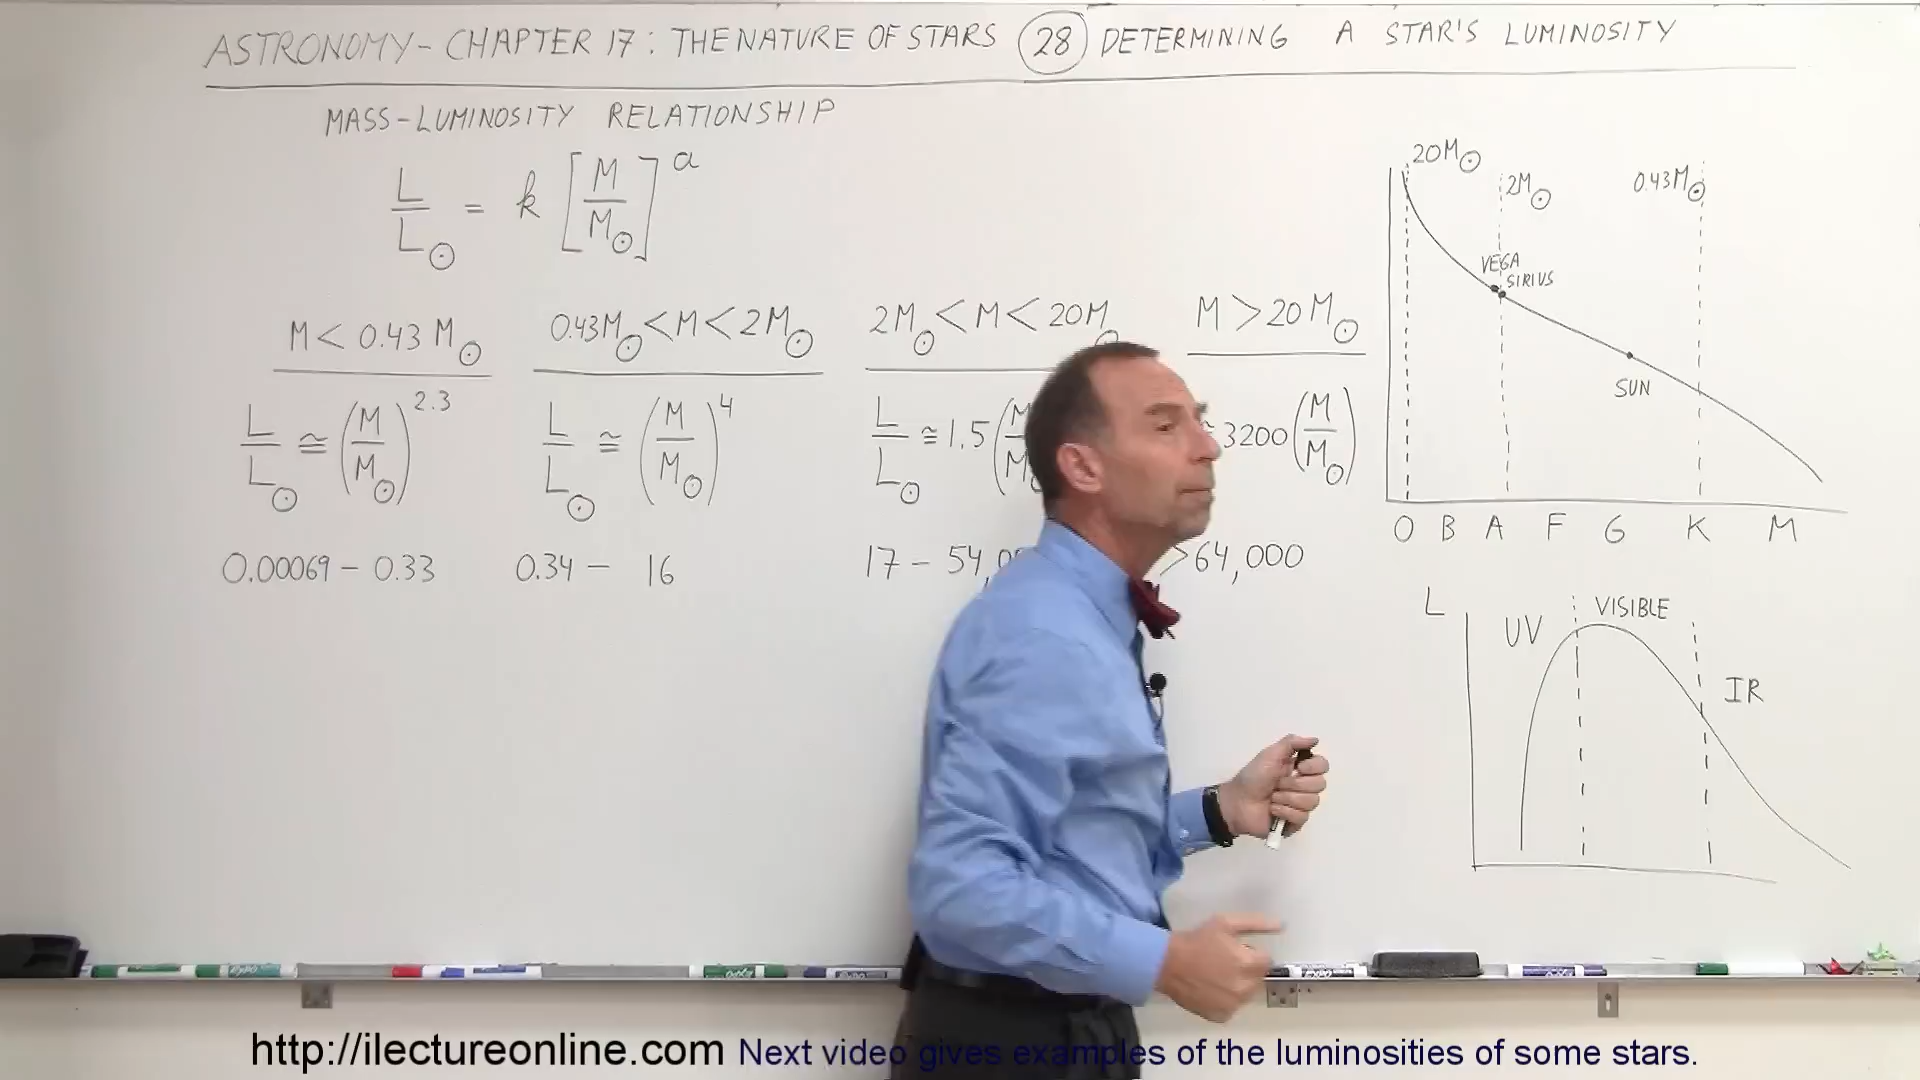 ASTRONOMY - CHAPTER 17: THE NATURE OF STARS (28) DETERMINING A STAR'S LUMINOSITY
MASS-LUMINOSITY RELATIONSHIP
L/L⊙ = k [M/M⊙]^a
M < 0.43 M⊙
L/L⊙ ≅ (M/M⊙)^2.3
0.00069 - 0.33
0.43M⊙ < M < 2M⊙
L/L⊙ ≅ (M/M⊙)^4
0.34 - 16
2M⊙ < M < 20M⊙
L/L⊙ ≅ 1.5 (M/M
17 - 54,0
M > 20 M⊙
≅ 3200 (M/M⊙)
>64,000
20M⊙
2M⊙
0.43M⊙
VEGA
SIRIUS
SUN
O B A F G K M
L
UV
VISIBLE
IR
http://ilectureonline.com Next video gives examples of the luminosities of some stars.